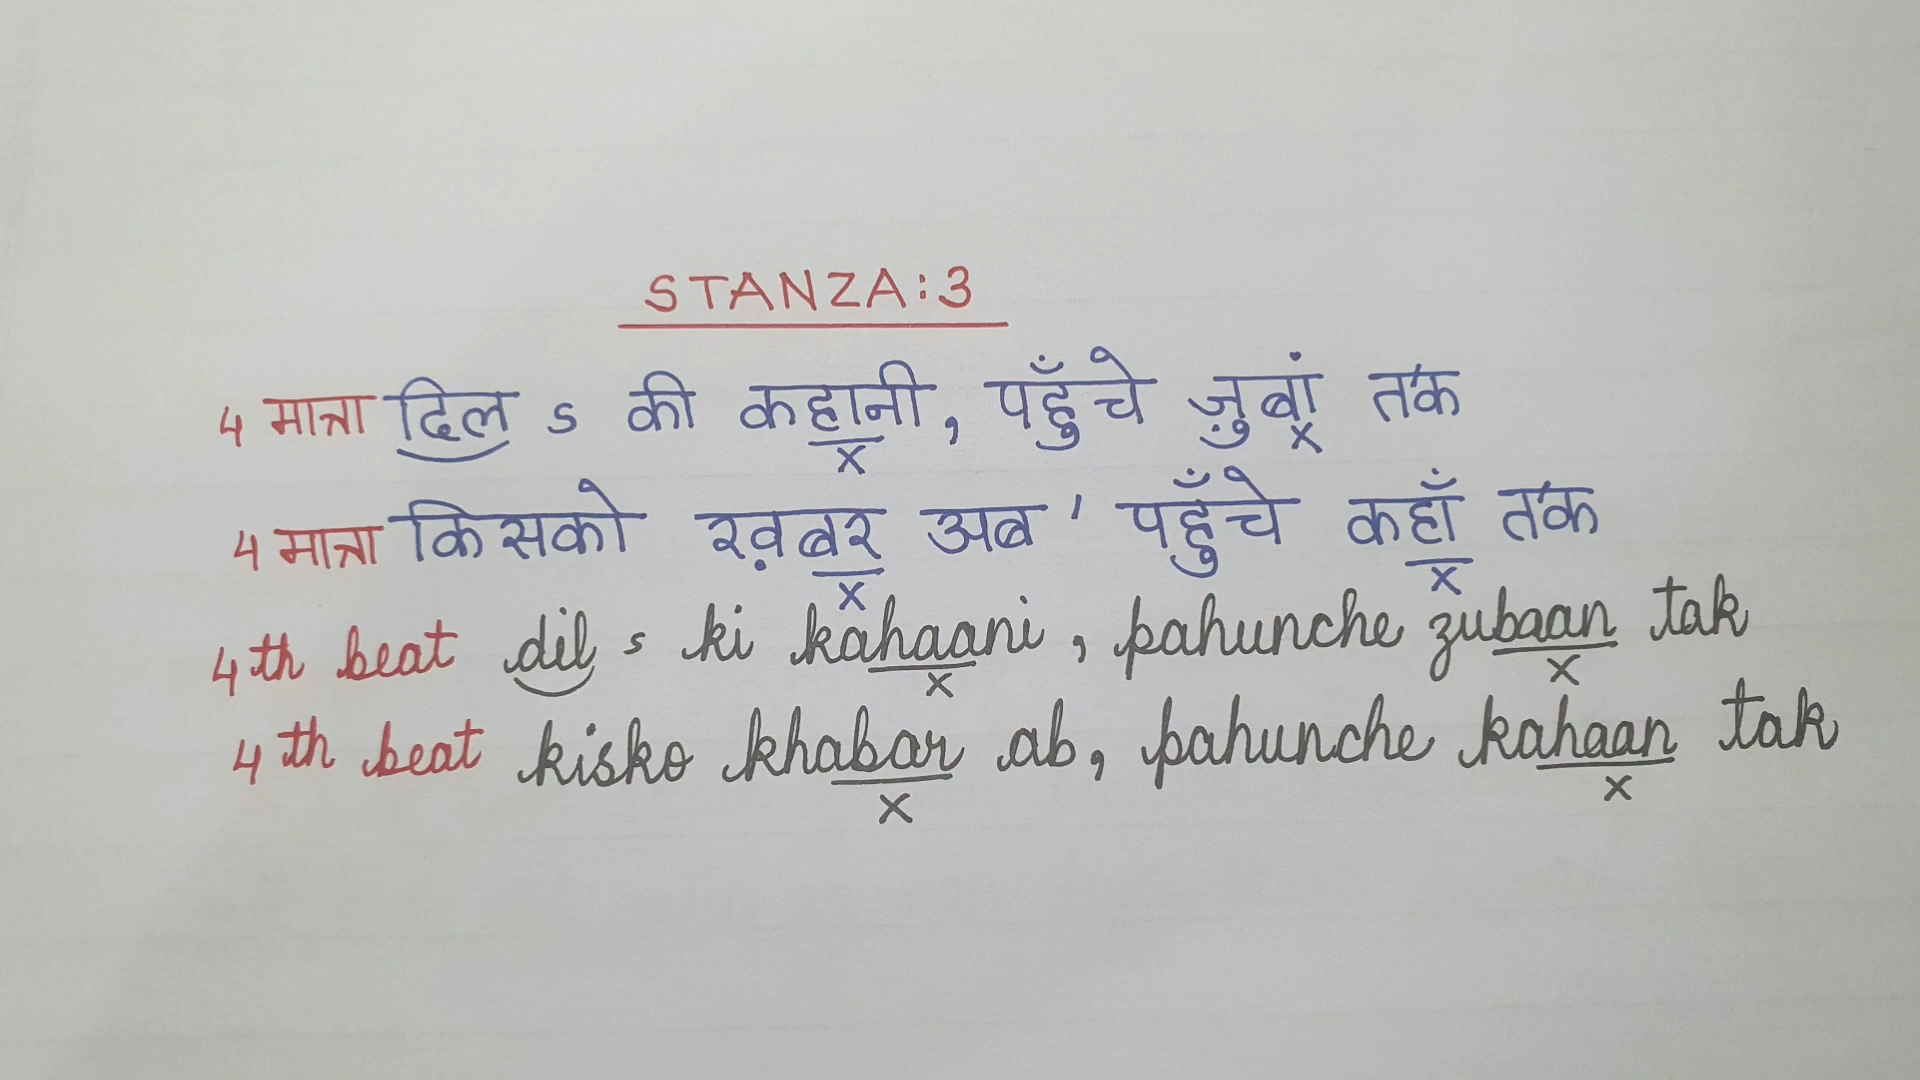 STANZA:3
4 मात्रा दिल ऽ की कहानी, पहुँचे ज़ुबां तक
x x
4 मात्रा किसको ख़बर अब ' पहुँचे कहाँ तक
x x
4th beat dil s ki kahaani, pahunche zubaan tak
x x
4th beat kisko khabar ab, pahunche kahaan tak
x x